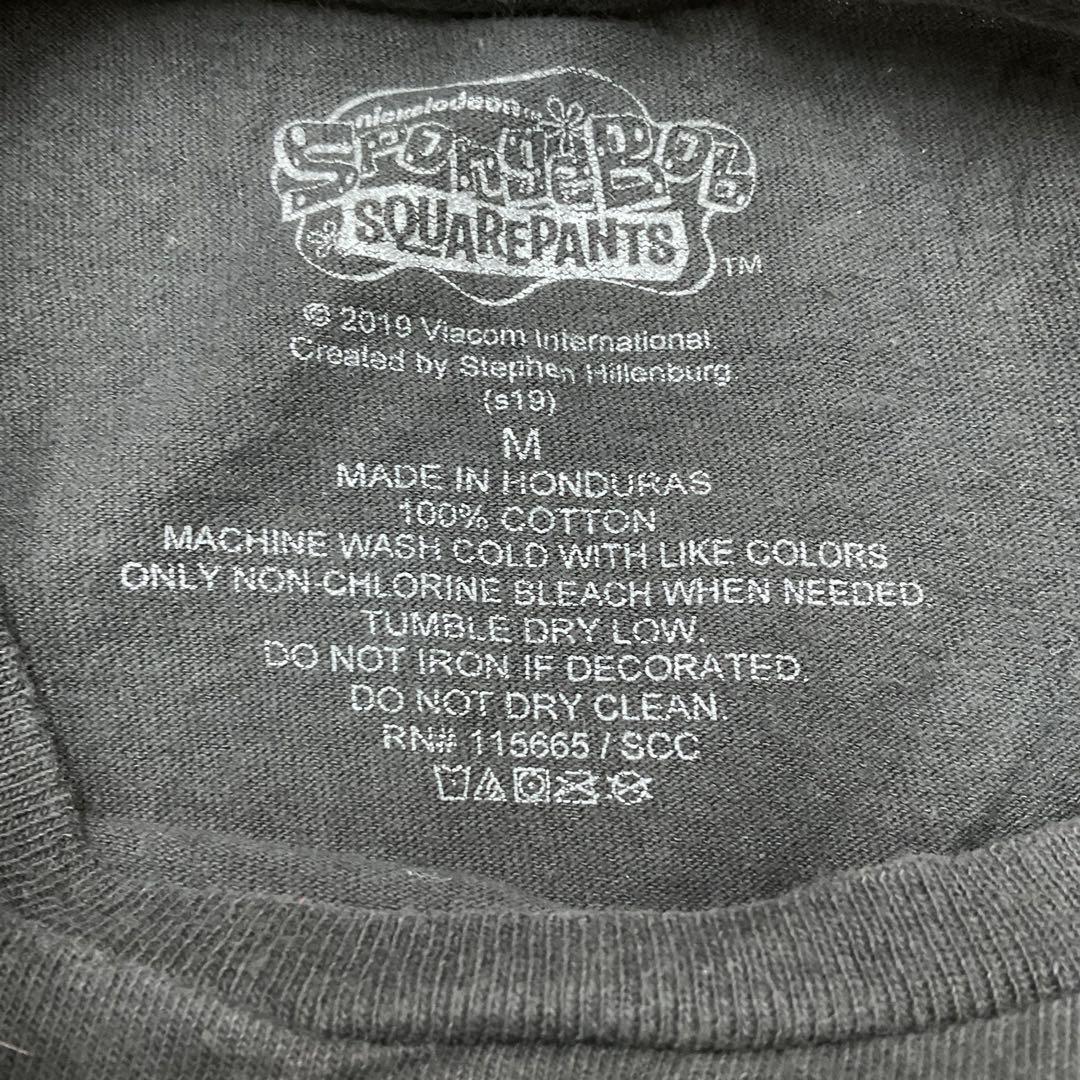 nickelodeon™
SpongeBob
SQUAREPANTS
TM
© 2019 Viacom International.
Created by Stephen Hillenburg.
(s19)
M
MADE IN HONDURAS
100% COTTON
MACHINE WASH COLD WITH LIKE COLORS
ONLY NON-CHLORINE BLEACH WHEN NEEDED.
TUMBLE DRY LOW.
DO NOT IRON IF DECORATED.
DO NOT DRY CLEAN.
RN# 115665 / SCC